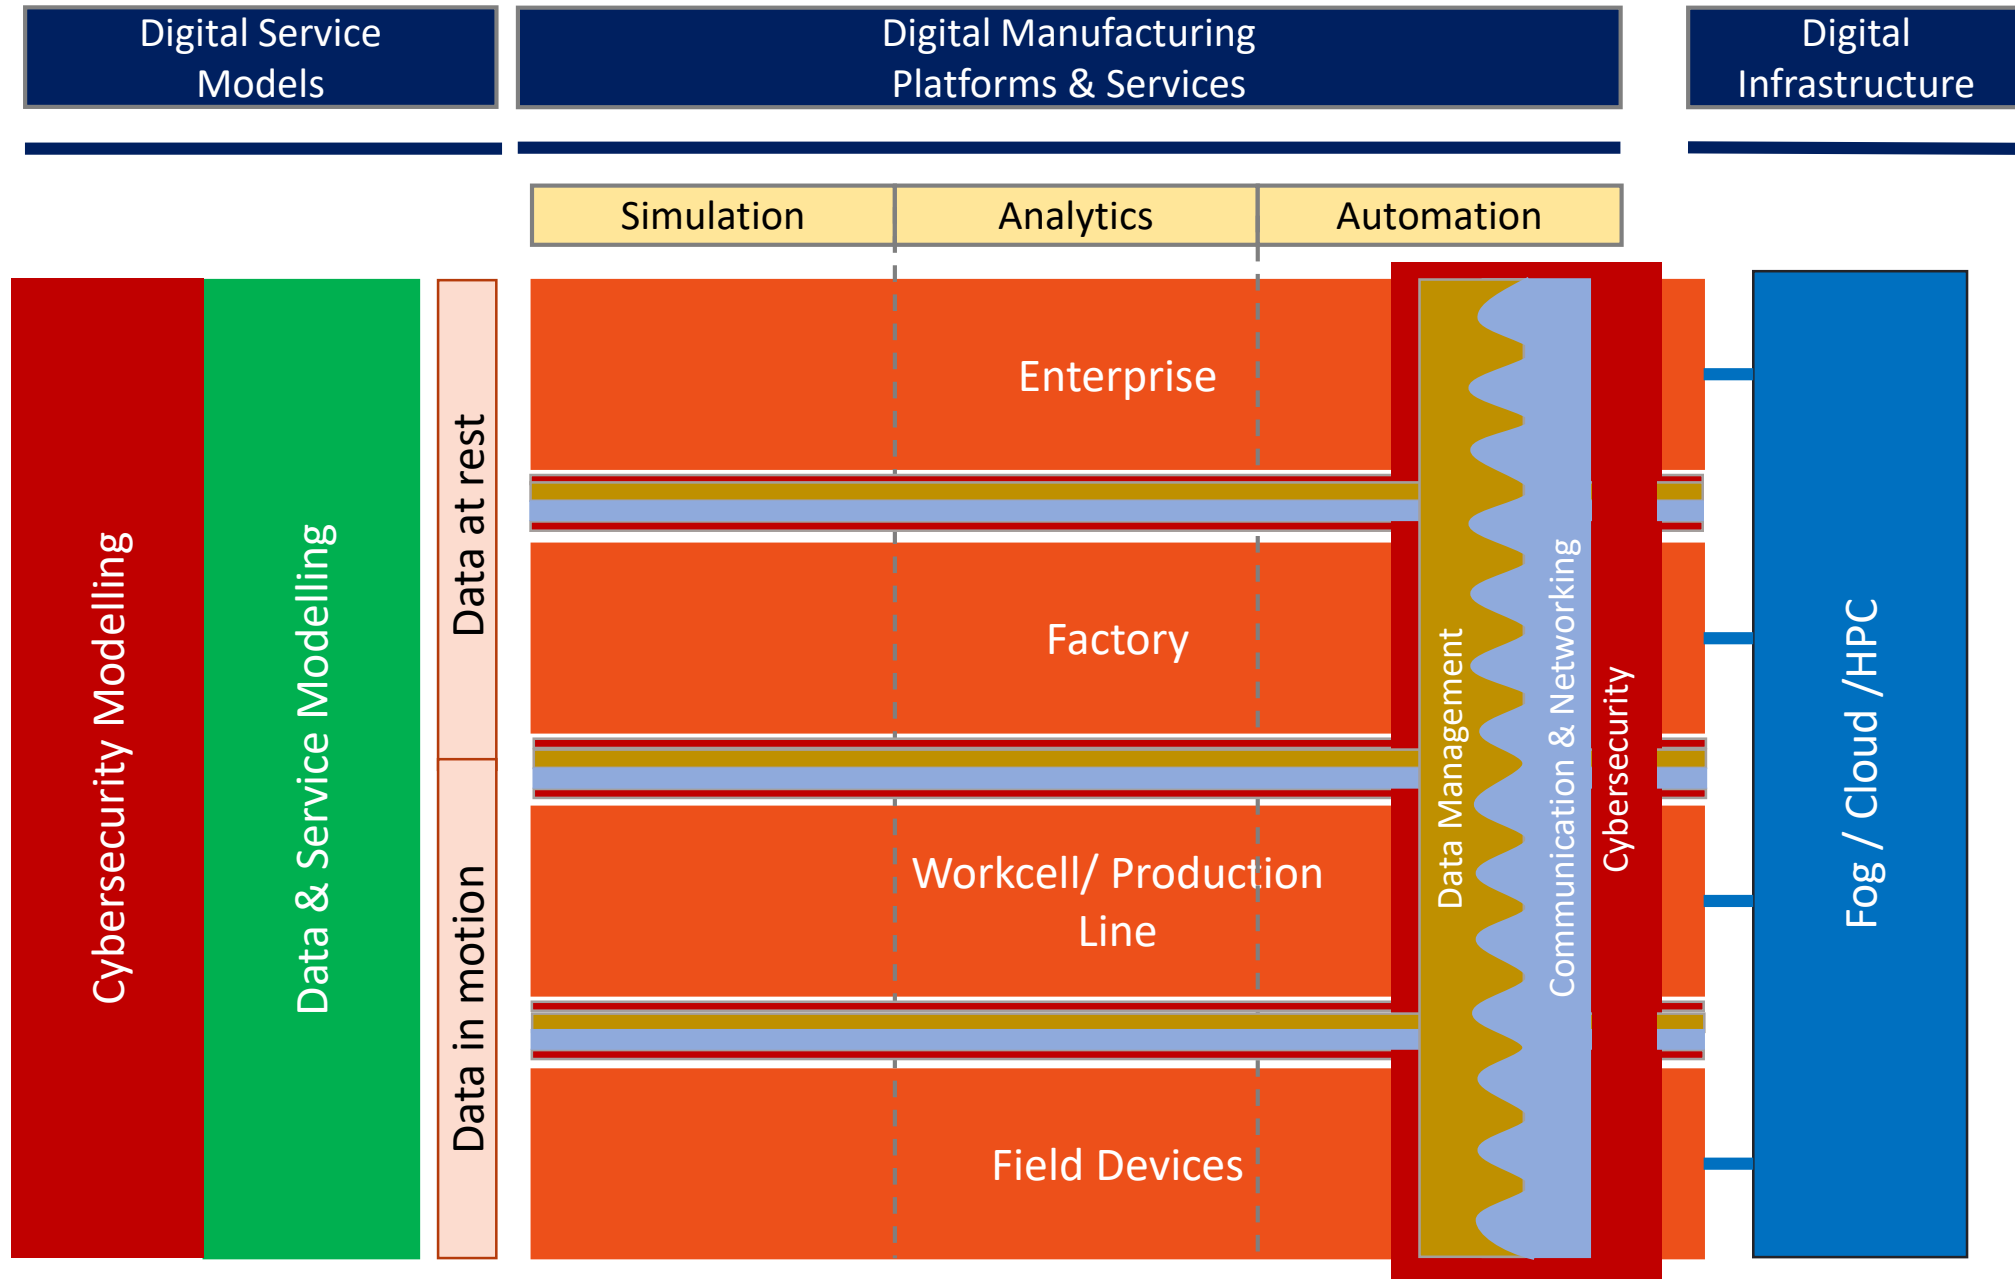 Digital Service
Models
Digital Manufacturing
Platforms & Services
Digital
Infrastructure
Simulation
Analytics
Automation
Cybersecurity Modelling
Data & Service Modelling
Data at rest
Data in motion
Enterprise
Factory
Workcell/ Production
Line
Field Devices
Data Management
Communication & Networking
Cybersecurity
Fog / Cloud /HPC